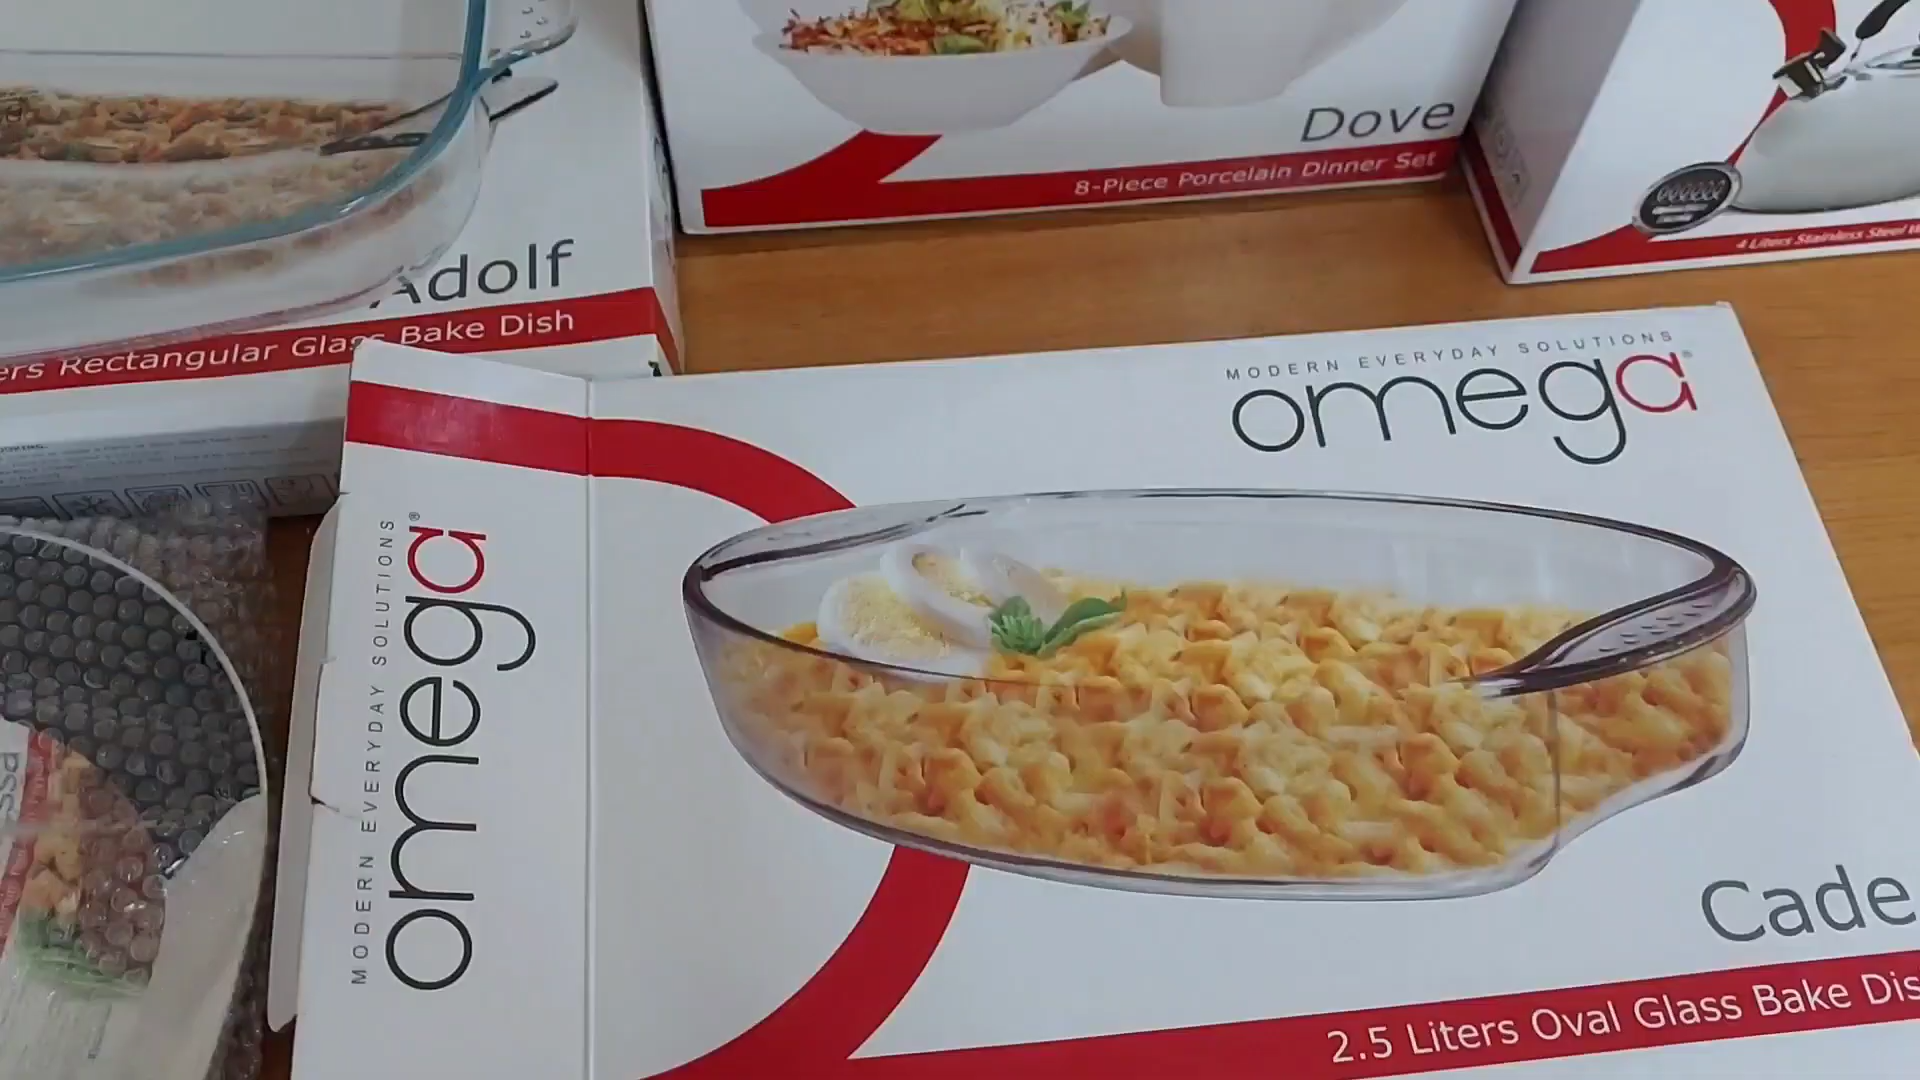 Dove
8-Piece Porcelain Dinner Set
4 Liters Stainless Steel
Adolf
Rectangular Glass Bake Dish
MODERN EVERYDAY SOLUTIONS
omega®
MODERN EVERYDAY SOLUTIONS
omega®
Cade
2.5 Liters Oval Glass Bake Dis